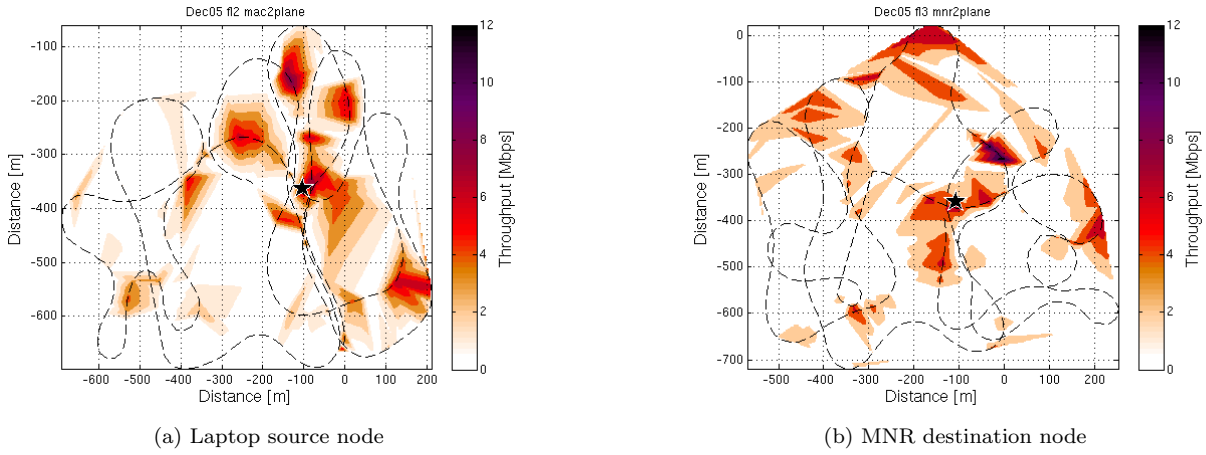 Dec05 fl2 mac2plane
-100
-200
-300
-400
-500
-600
Distance [m]
-600 -500 -400 -300 -200 -100 0 100 200
Distance [m]
12
10
8
6
4
2
0
Throughput [Mbps]
(a) Laptop source node
Dec05 fl3 mnr2plane
0
-100
-200
-300
-400
-500
-600
-700
Distance [m]
-500 -400 -300 -200 -100 0 100 200
Distance [m]
12
10
8
6
4
2
0
Throughput [Mbps]
(b) MNR destination node